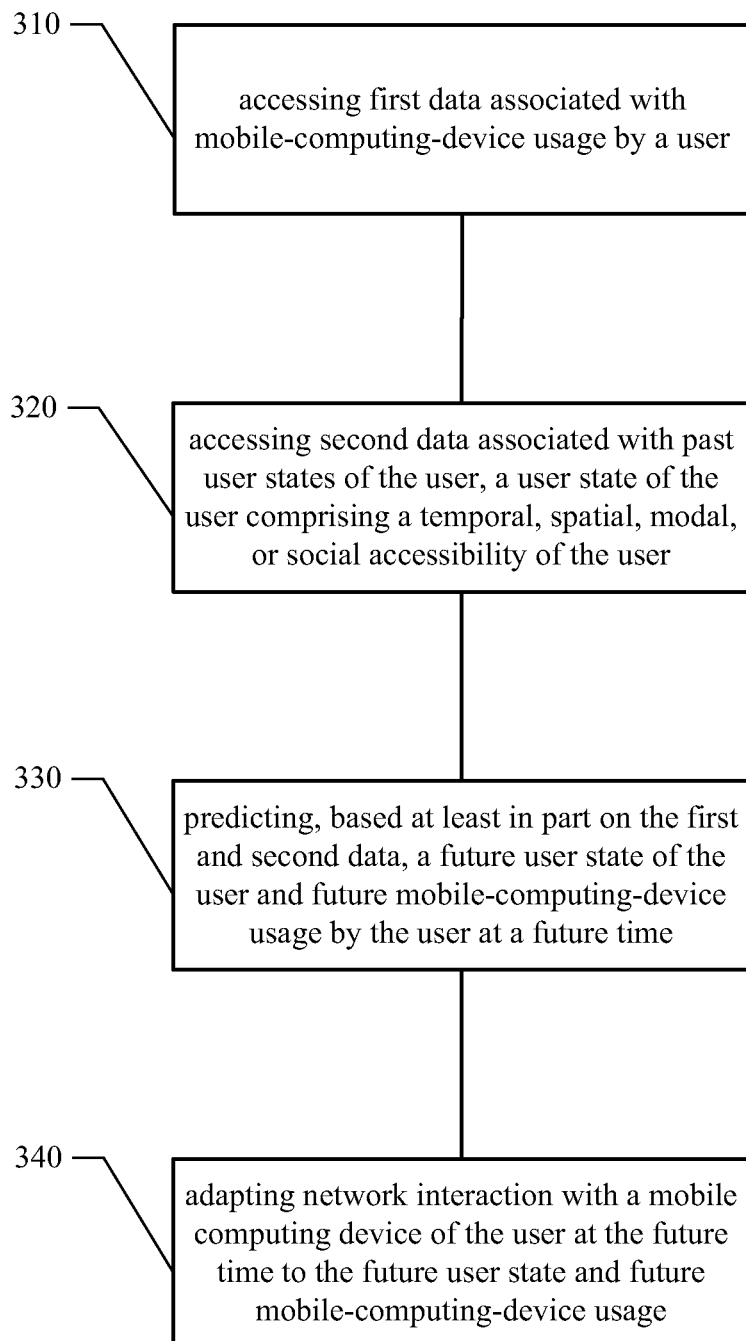 310
accessing first data associated with
mobile-computing-device usage by a user
320
accessing second data associated with past
user states of the user, a user state of the
user comprising a temporal, spatial, modal,
or social accessibility of the user
330
predicting, based at least in part on the first
and second data, a future user state of the
user and future mobile-computing-device
usage by the user at a future time
340
adapting network interaction with a mobile
computing device of the user at the future
time to the future user state and future
mobile-computing-device usage